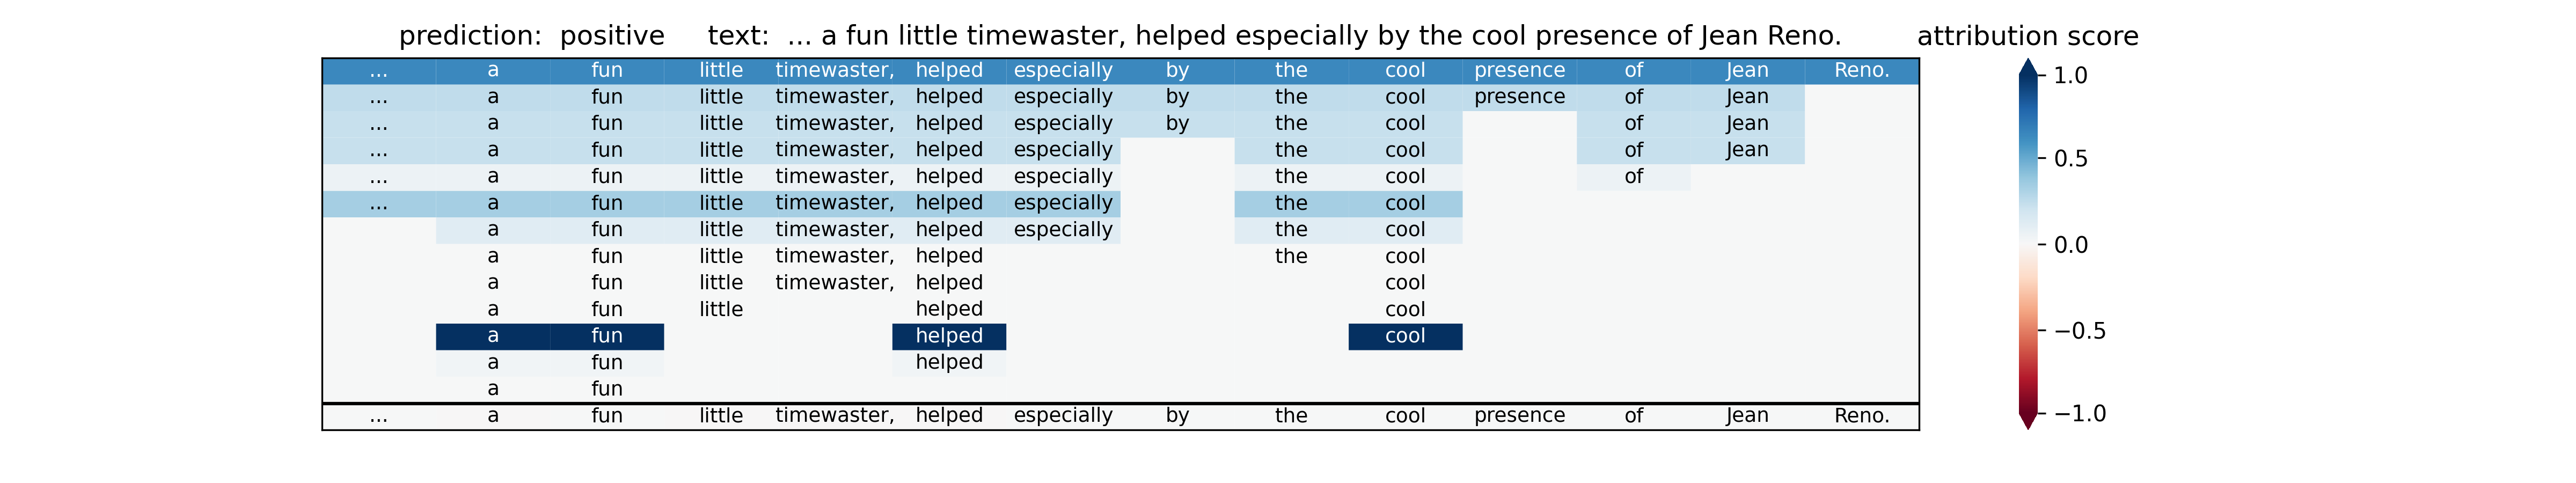 prediction:  positive     text:  ... a fun little timewaster, helped especially by the cool presence of Jean Reno.     attribution score
... a fun little timewaster, helped especially by the cool presence of Jean Reno.
... a fun little timewaster, helped especially by the cool presence of Jean
... a fun little timewaster, helped especially by the cool of Jean
... a fun little timewaster, helped especially the cool of Jean
... a fun little timewaster, helped especially the cool of
... a fun little timewaster, helped especially the cool
a fun little timewaster, helped especially the cool
a fun little timewaster, helped the cool
a fun little timewaster, helped cool
a fun little helped cool
a fun helped cool
a fun helped
a fun
... a fun little timewaster, helped especially by the cool presence of Jean Reno.
1.0
0.5
0.0
−0.5
−1.0